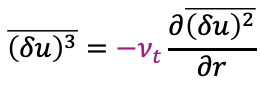 $\overline{(\delta u)^3} = -\nu_t \frac{\partial \overline{(\delta u)^2}}{\partial r}$